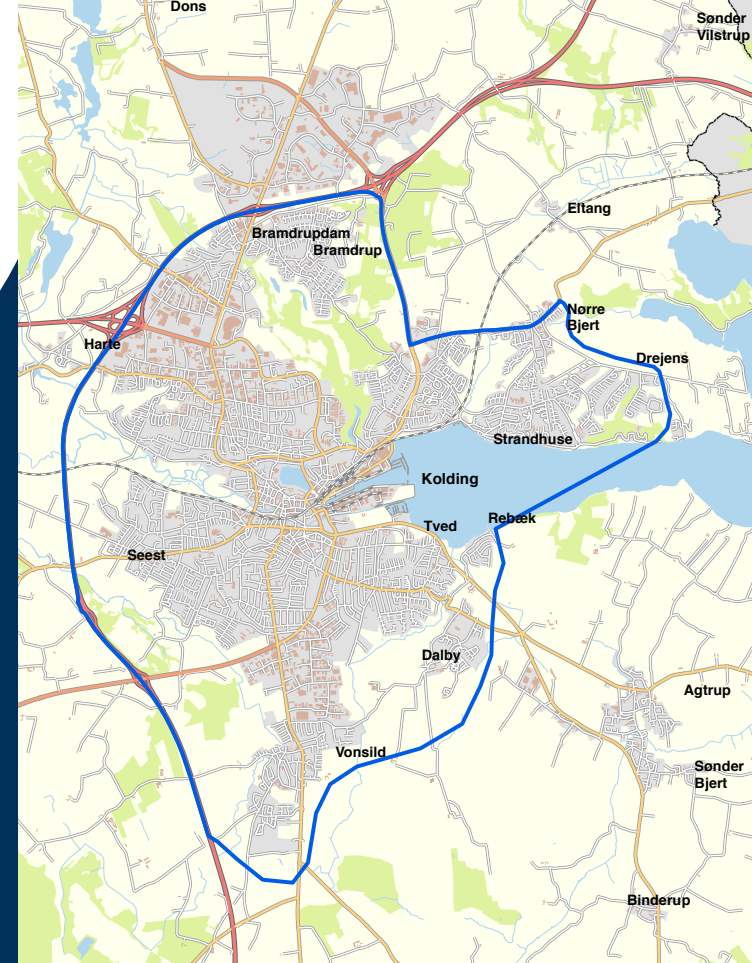 Dons
Sønder
Vilstrup
Eltang
Bramdrupdam
Bramdrup
Nørre
Bjert
Harte
Drejens
Strandhuse
Kolding
Rebæk
Tved
Seest
Dalby
Agtrup
Vonsild
Sønder
Bjert
Binderup